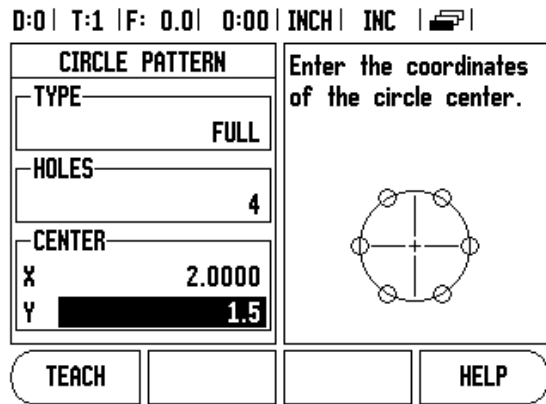 D:0 | T:1 | F: 0.0 | 0:00 | INCH | INC |
CIRCLE PATTERN
TYPE
FULL
HOLES
4
CENTER
X 2.0000
Y 1.5
Enter the coordinates
of the circle center.
TEACH
HELP